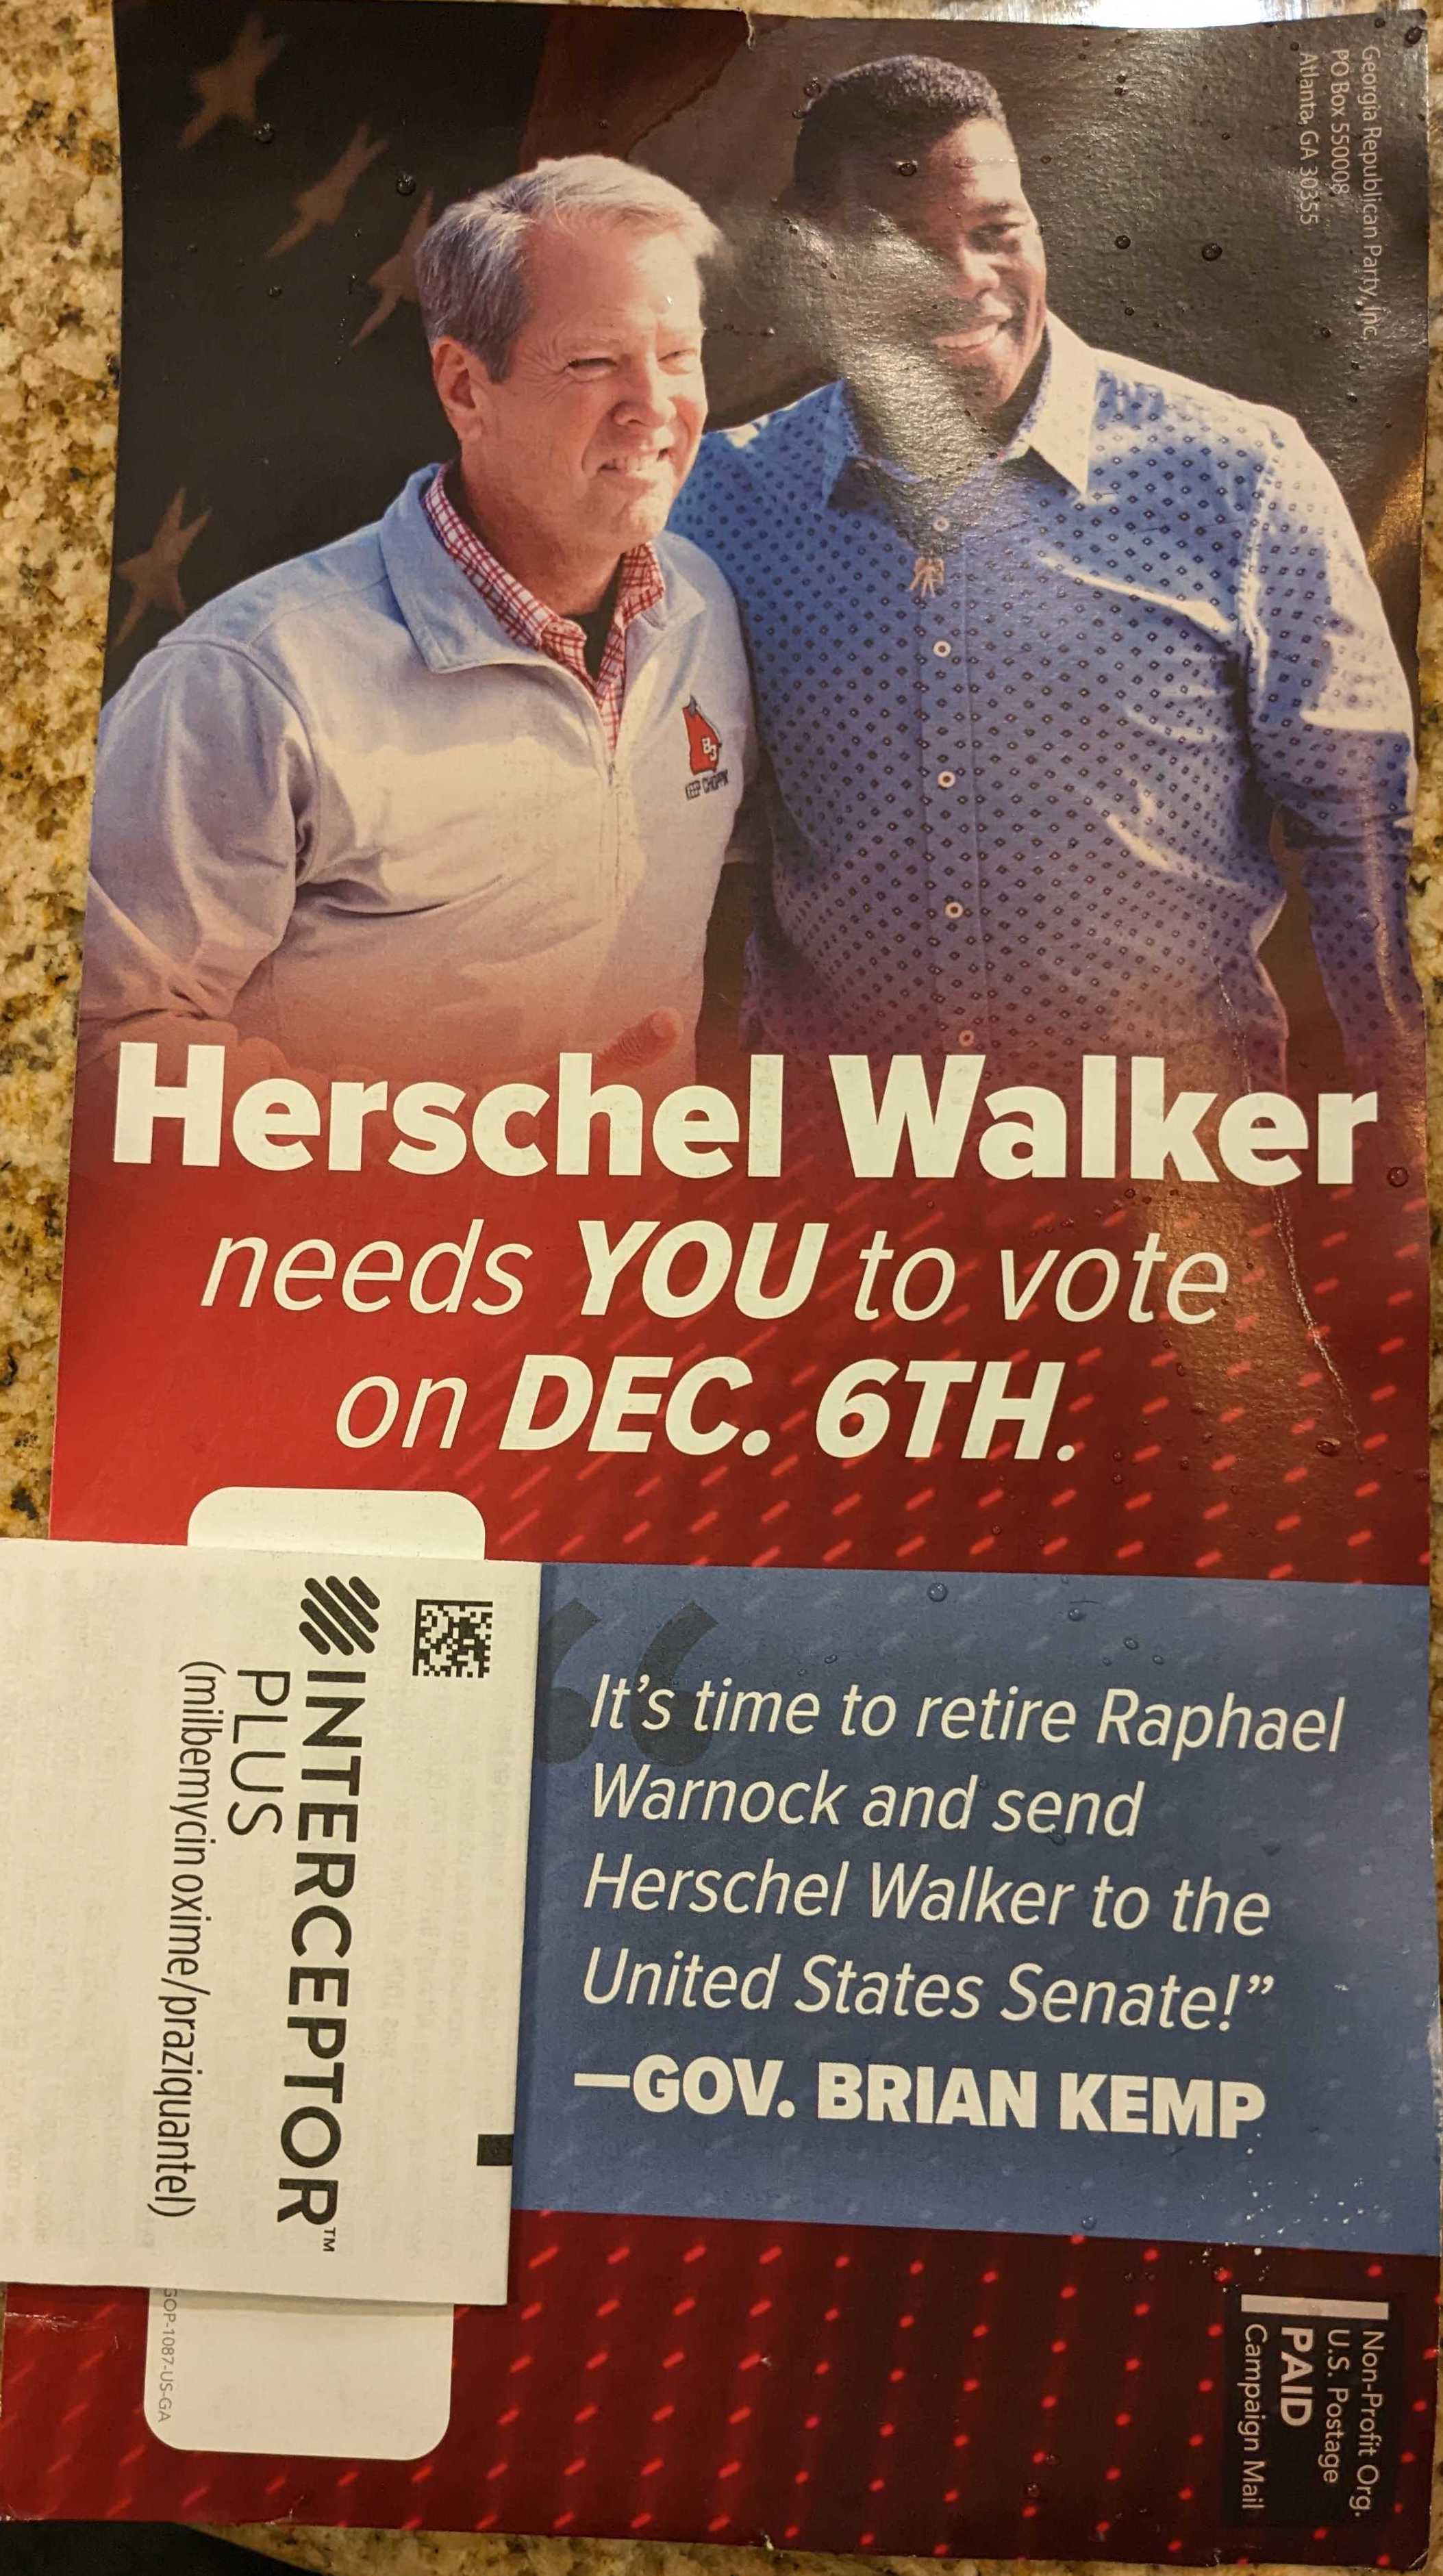 Georgia Republican Party, Inc.
PO Box 550008
Atlanta, GA 30355
KEEP CHOPPIN
Herschel Walker
needs YOU to vote
on DEC. 6TH.
“It’s time to retire Raphael
Warnock and send
Herschel Walker to the
United States Senate!”
—GOV. BRIAN KEMP
INTERCEPTOR™
PLUS
(milbemycin oxime/praziquantel)
GOP-1087-US-GA
Non-Profit Org.
U.S. Postage
PAID
Campaign Mail